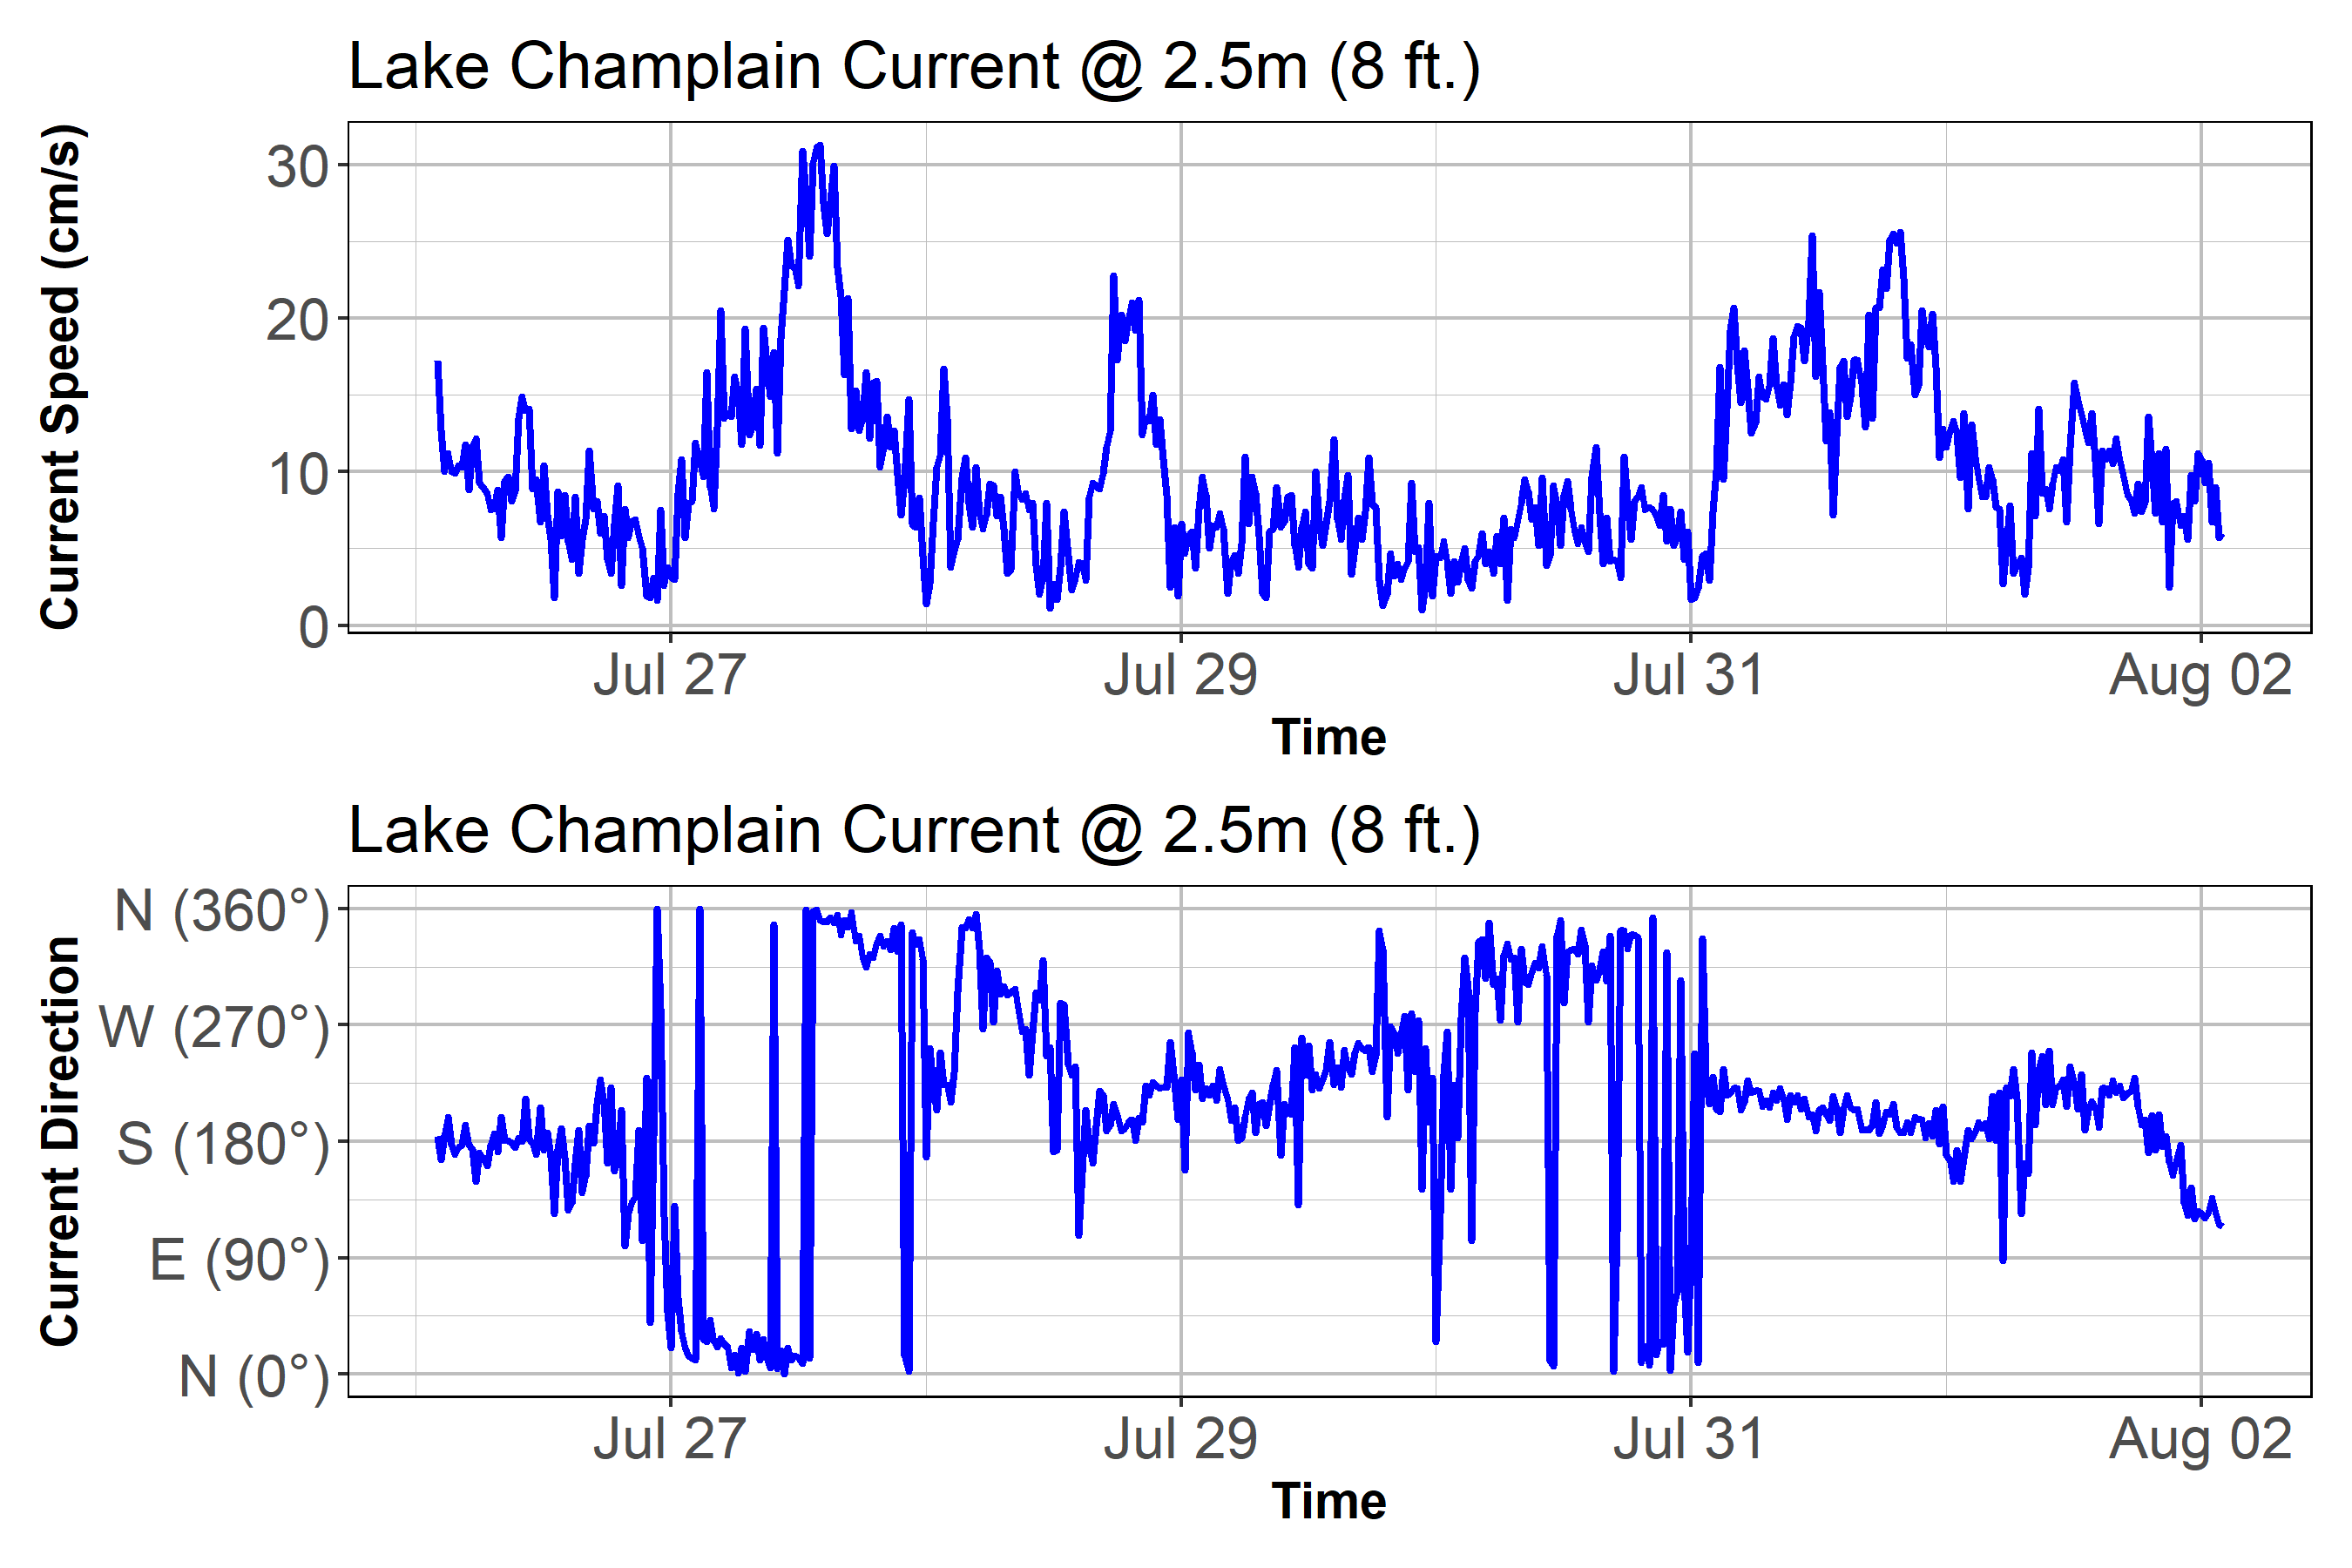 Lake Champlain Current @ 2.5m (8 ft.)
Current Speed (cm/s)
30
20
10
0
Jul 27 Jul 29 Jul 31 Aug 02
Time
Lake Champlain Current @ 2.5m (8 ft.)
Current Direction
N (360°)
W (270°)
S (180°)
E (90°)
N (0°)
Jul 27 Jul 29 Jul 31 Aug 02
Time